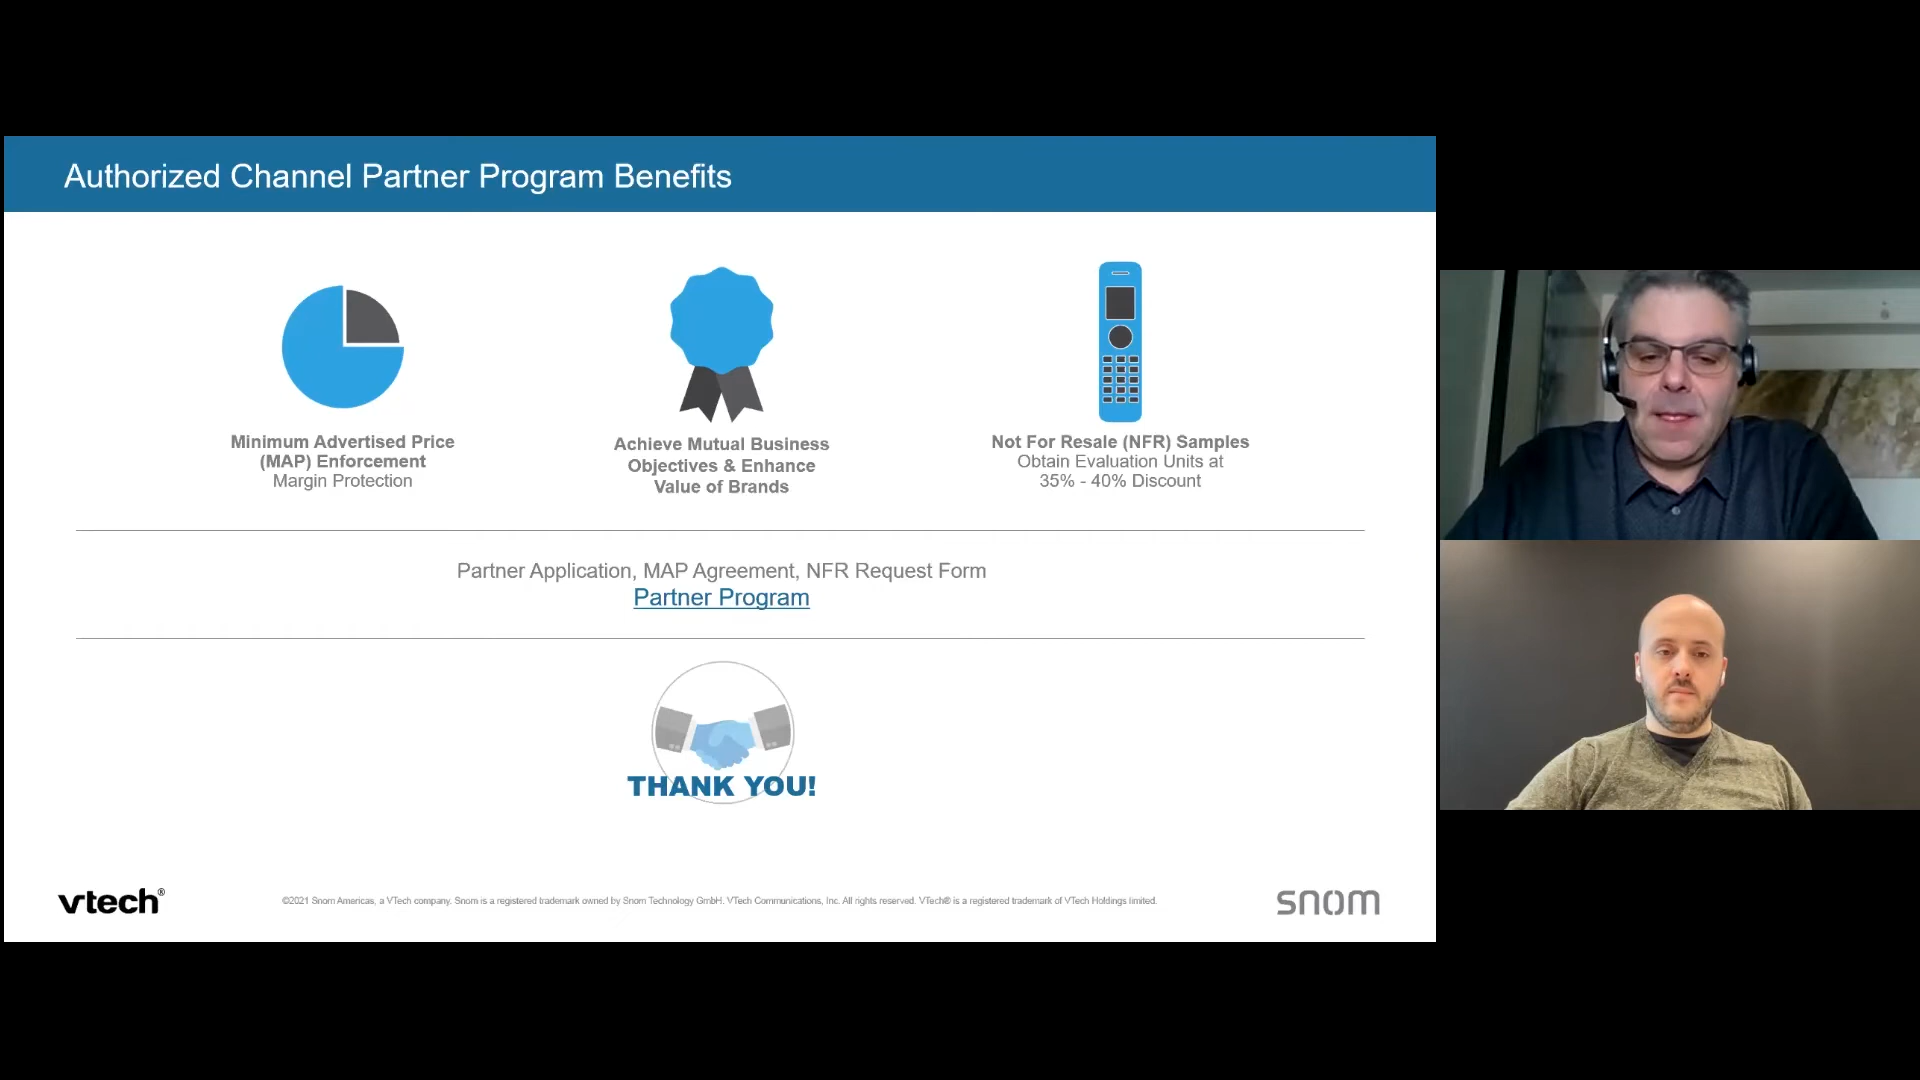 Authorized Channel Partner Program Benefits
Minimum Advertised Price
(MAP) Enforcement
Margin Protection
Achieve Mutual Business
Objectives & Enhance
Value of Brands
Not For Resale (NFR) Samples
Obtain Evaluation Units at
35% - 40% Discount
Partner Application, MAP Agreement, NFR Request Form
Partner Program
THANK YOU!
vtech®
©2021 Snom Americas, a VTech company. Snom is a registered trademark owned by Snom Technology GmbH. VTech Communications, Inc. All rights reserved. VTech® is a registered trademark of VTech Holdings limited.
snom